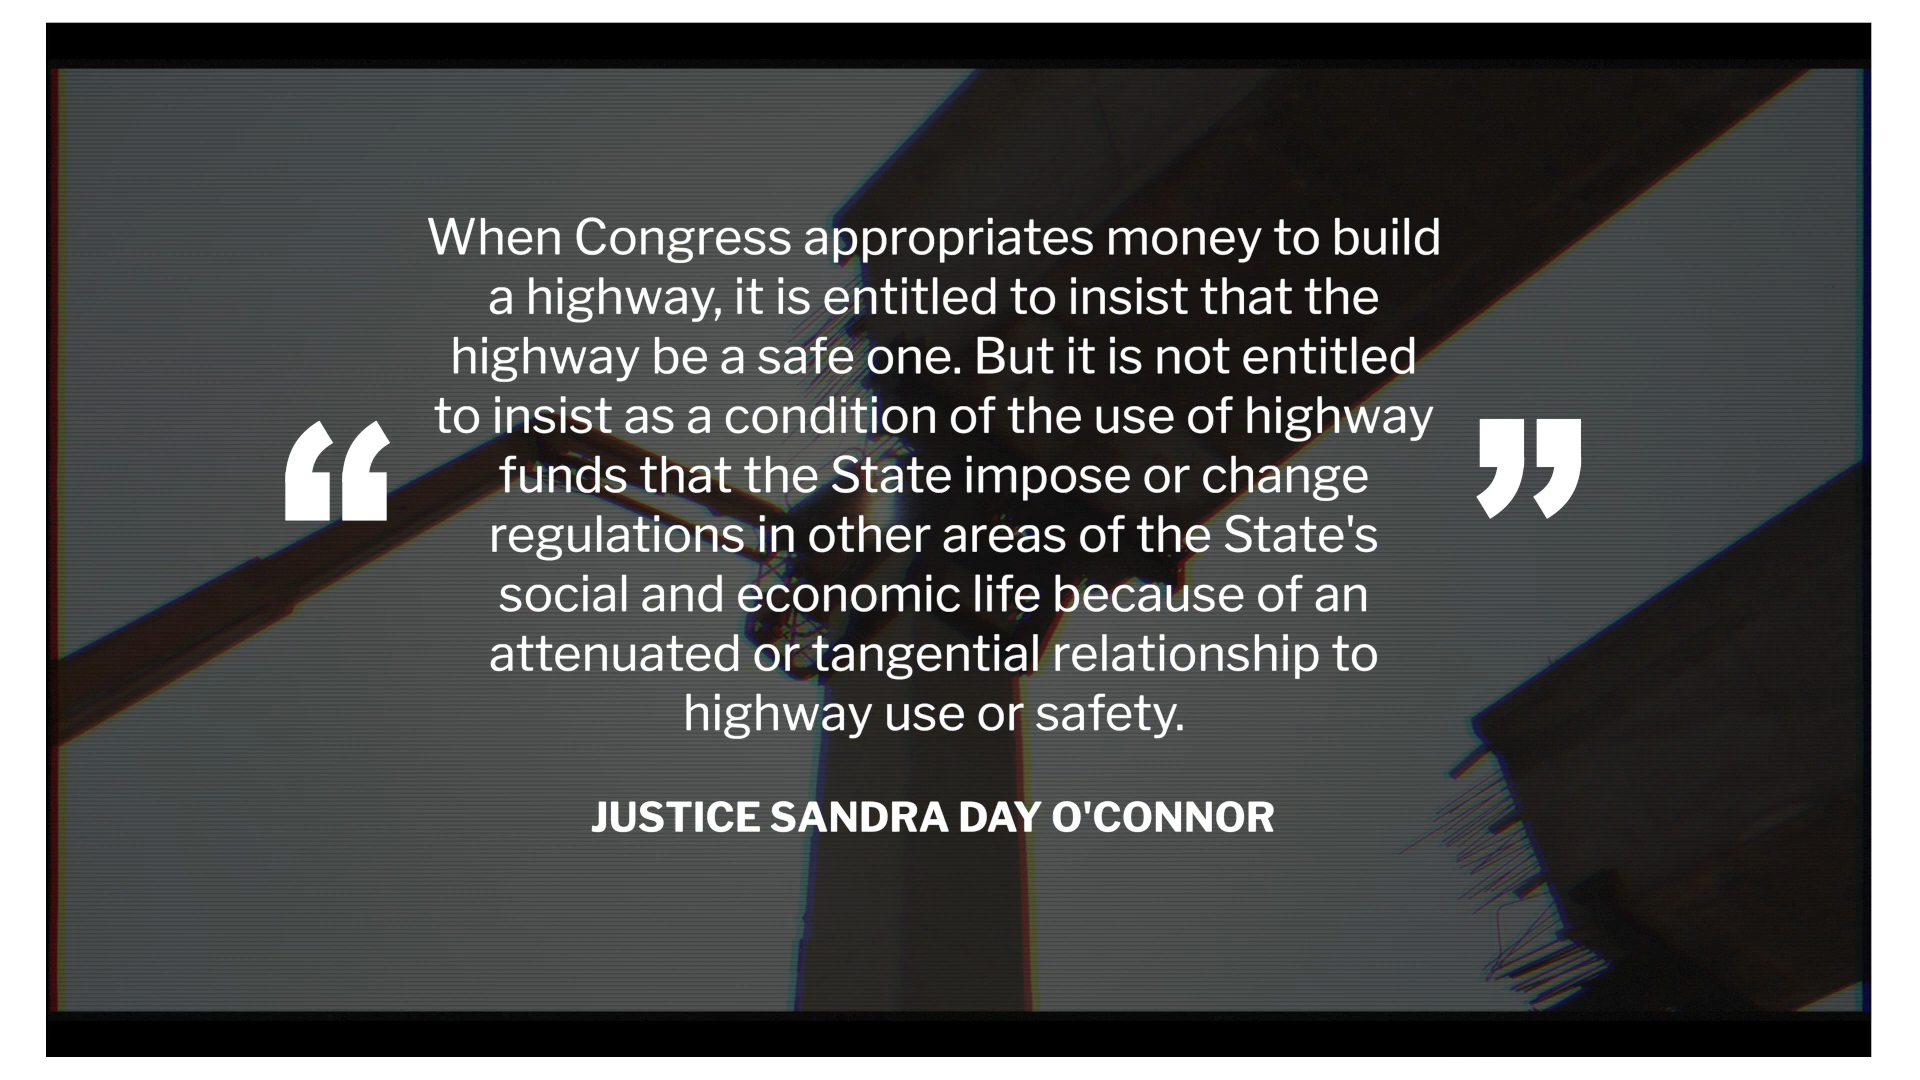 When Congress appropriates money to build
a highway, it is entitled to insist that the
highway be a safe one. But it is not entitled
“ to insist as a condition of the use of highway ”
funds that the State impose or change
regulations in other areas of the State's
social and economic life because of an
attenuated or tangential relationship to
highway use or safety.
JUSTICE SANDRA DAY O'CONNOR